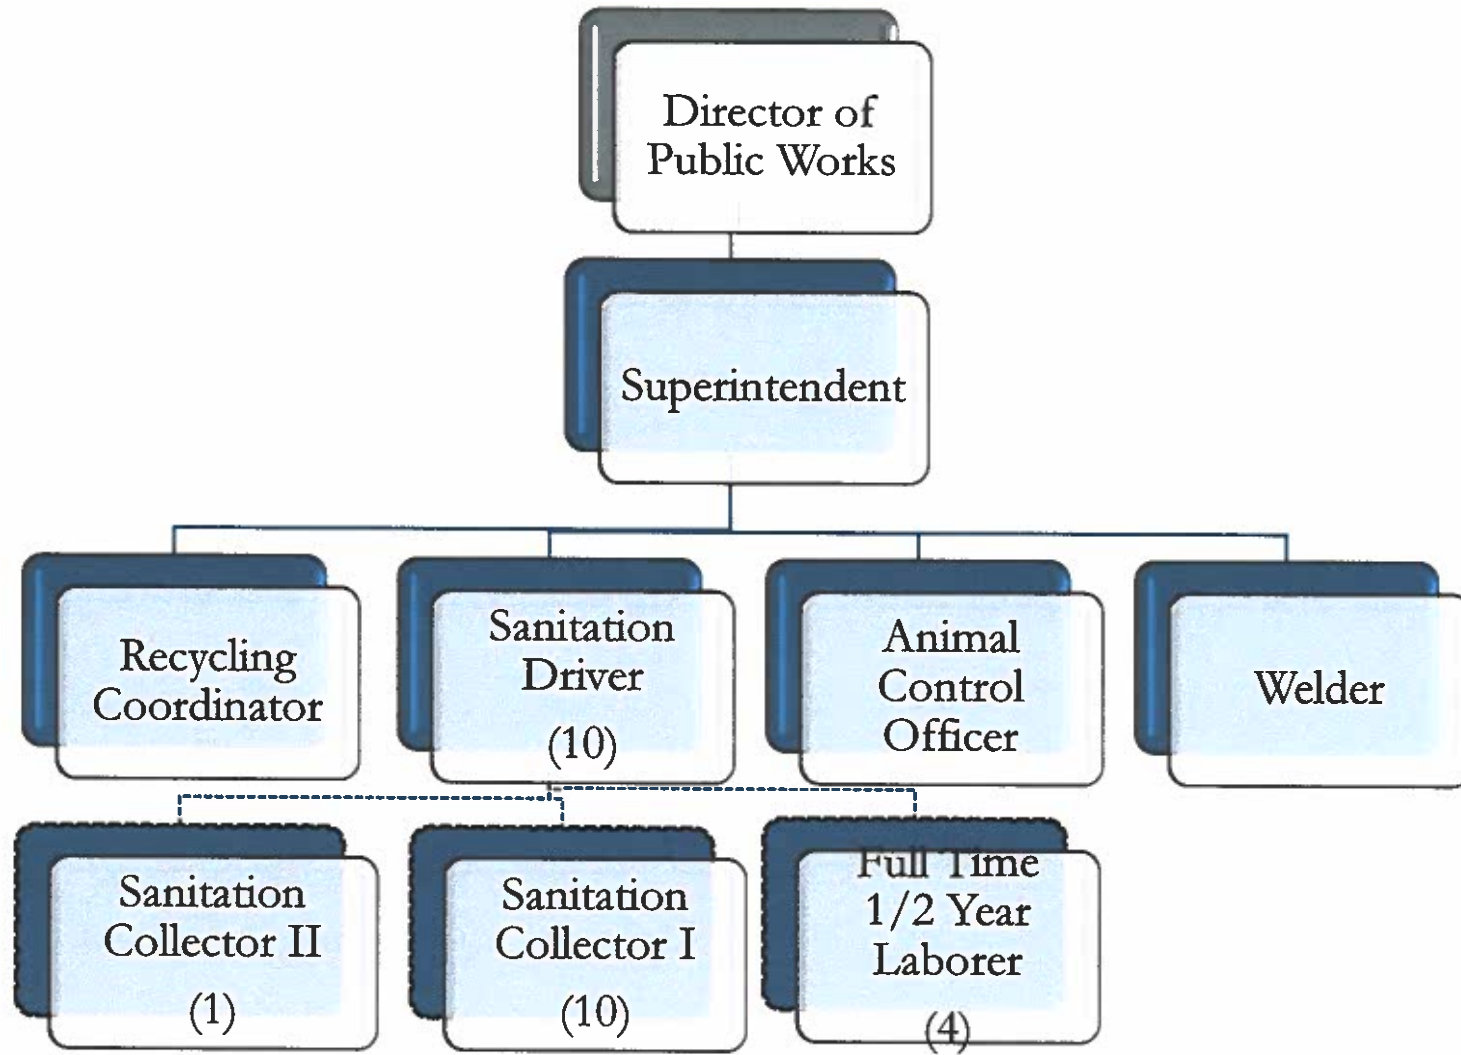 Director of
Public Works
Superintendent
Recycling
Coordinator
Sanitation
Driver
(10)
Animal
Control
Officer
Welder
Sanitation
Collector II
(1)
Sanitation
Collector I
(10)
Full Time
1/2 Year
Laborer
(4)